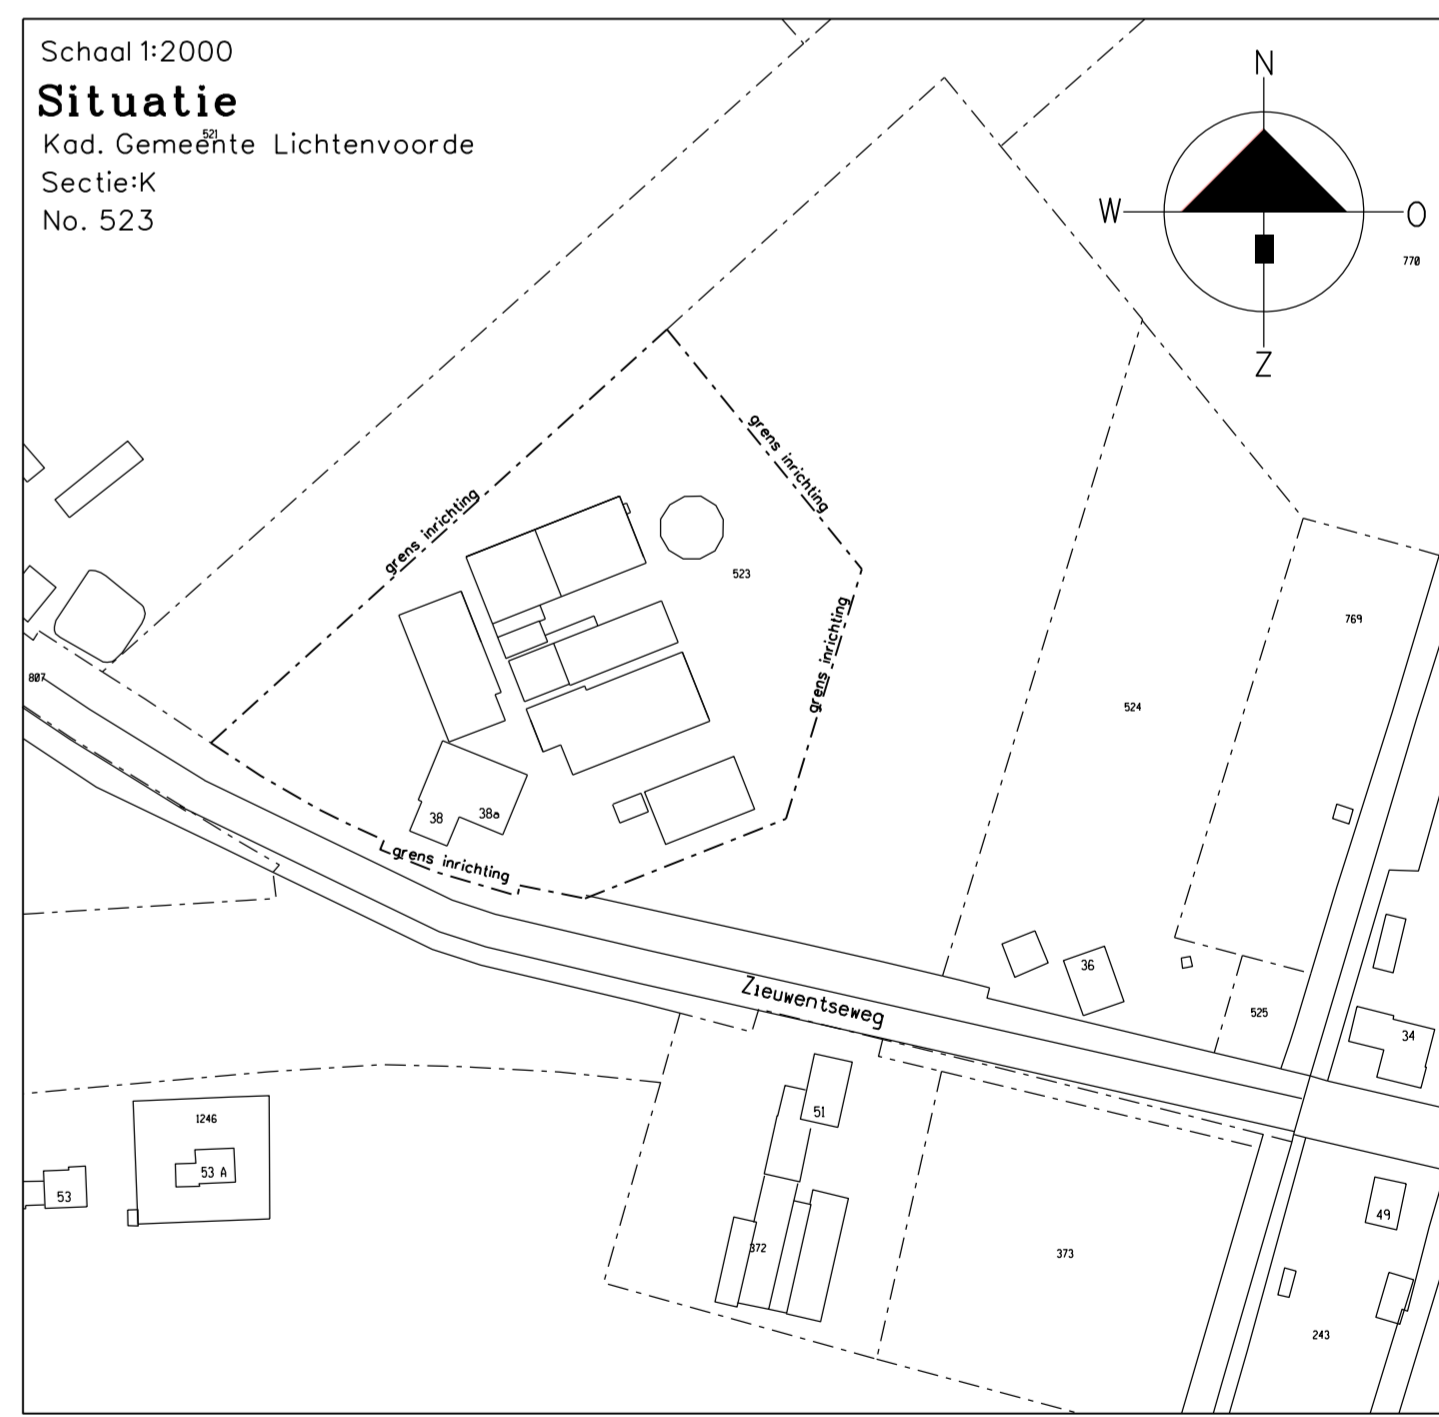 Schaal 1:2000
Situatie
521
Kad. Gemeente Lichtenvoorde
Sectie:K
No. 523
N
W
O
770
Z
grens inrichting
grens inrichting
523
grens inrichting
769
807
524
38
38a
grens inrichting
36
Zieuwentseweg
525
34
51
1246
53 A
53
49
372
373
243